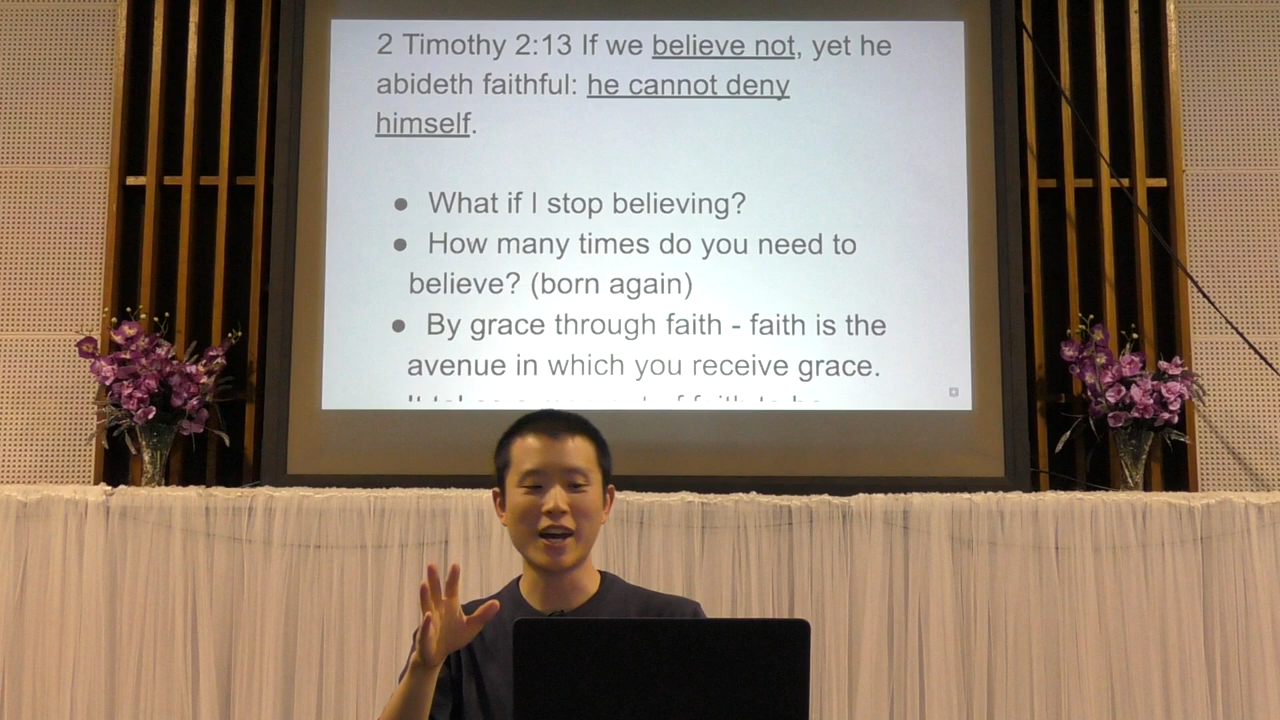 2 Timothy 2:13 If we believe not, yet he
abideth faithful: he cannot deny
himself.
● What if I stop believing?
● How many times do you need to
believe? (born again)
● By grace through faith - faith is the
avenue in which you receive grace.